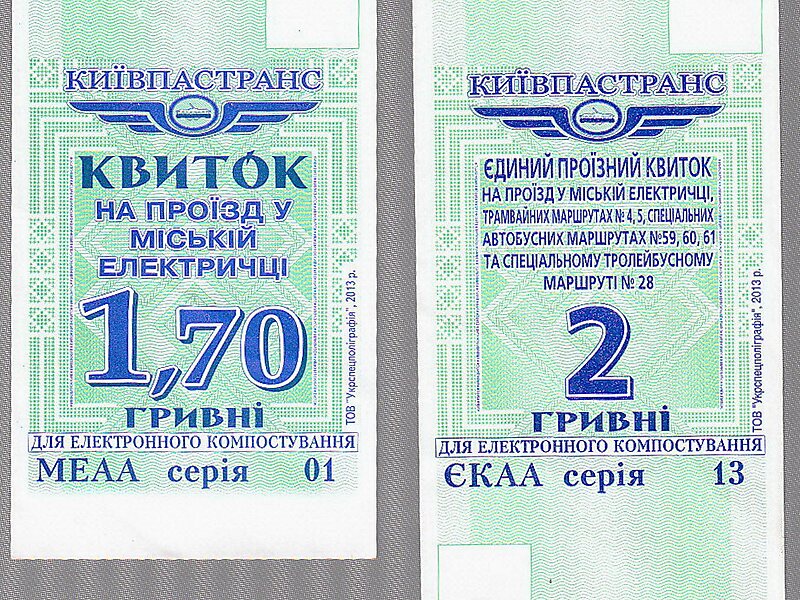 КИЇВПАСТРАНС
КВИТОК
НА ПРОЇЗД У
МІСЬКІЙ
ЕЛЕКТРИЧЦІ
1,70
ГРИВНІ
ДЛЯ ЕЛЕКТРОННОГО КОМПОСТУВАННЯ
МЕАА серія 01
ТОВ "Укрспецполіграфія", 2013 р.
КИЇВПАСТРАНС
ЄДИНИЙ ПРОЇЗНИЙ КВИТОК
НА ПРОЇЗД У МІСЬКІЙ ЕЛЕКТРИЧЦІ,
ТРАМВАЙНИХ МАРШРУТАХ № 4, 5, СПЕЦІАЛЬНИХ
АВТОБУСНИХ МАРШРУТАХ №59, 60, 61
ТА СПЕЦІАЛЬНОМУ ТРОЛЕЙБУСНОМУ
МАРШРУТІ № 28
2
ГРИВНІ
ДЛЯ ЕЛЕКТРОННОГО КОМПОСТУВАННЯ
ЄКАА серія 13
ТОВ "Укрспецполіграфія", 2013 р.